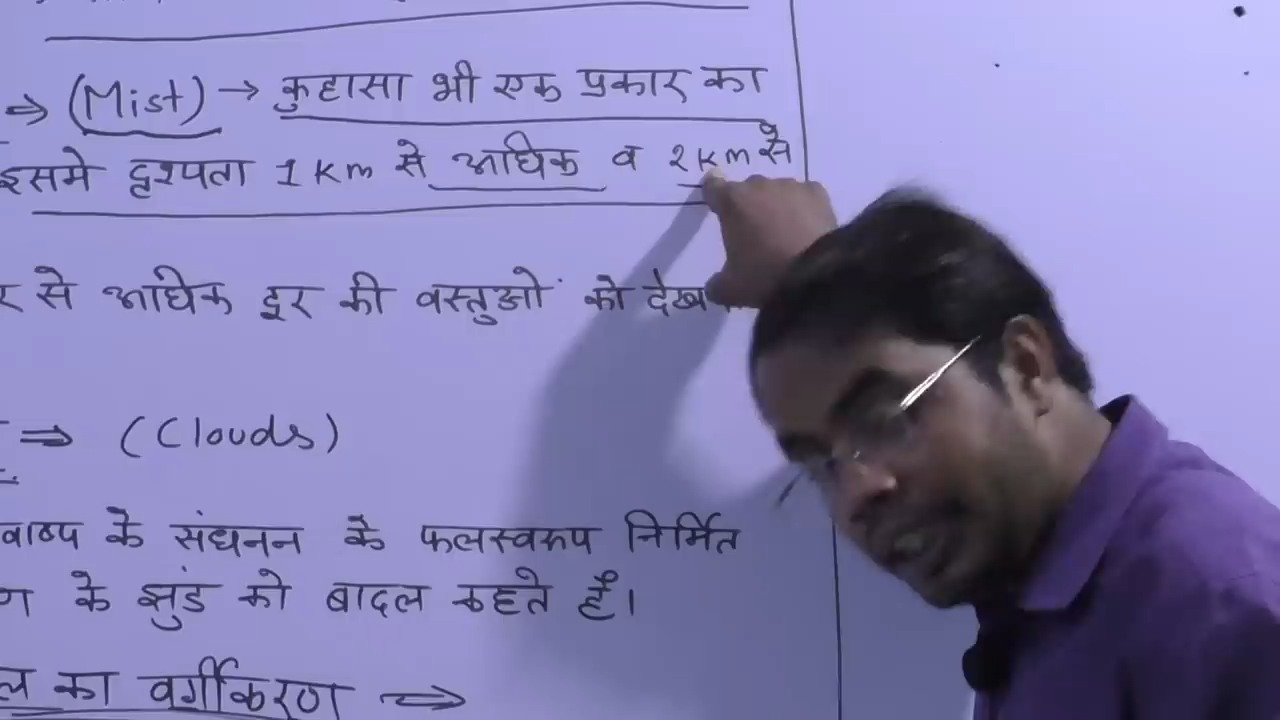 ⇒ (Mist) → कुहासा भी एक प्रकार का
इसमे दृश्यता 1 Km से अधिक व 2 Km से
र से अधिक दूर की वस्तुओं को देख
⇒ (Clouds)
वाष्प के संघनन के फलस्वरूप निर्मित
ण के झुंड को बादल कहते हैं।
ल का वर्गीकरण ⇒